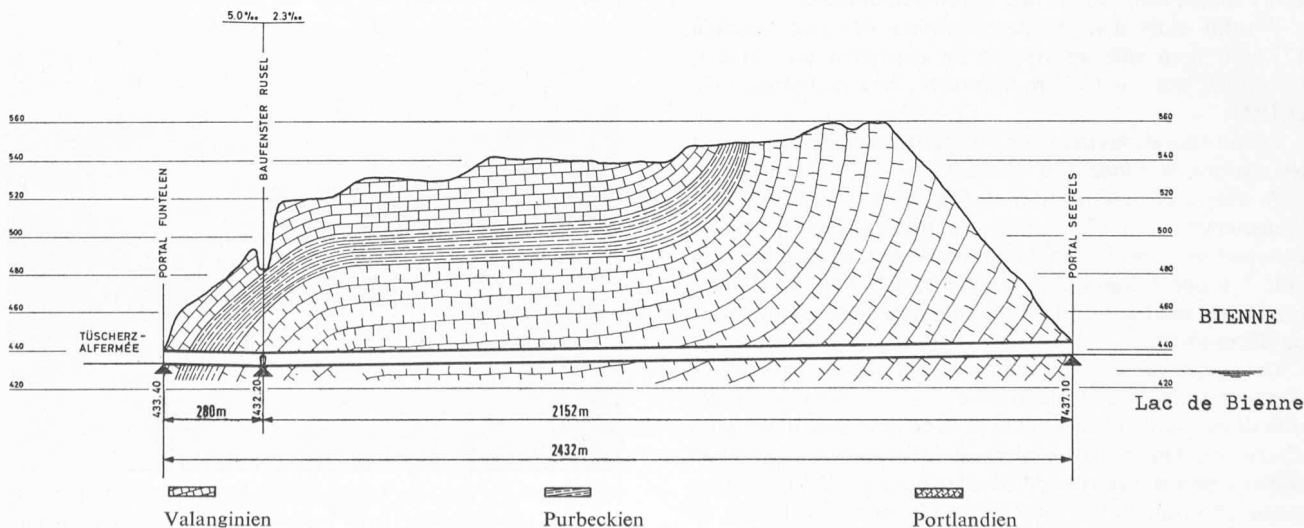 5.0‰ 2.3‰
PORTAL FUNTELEN
BAUFENSTER RUSEL
PORTAL SEEFELS
560
540
520
500
480
460
440
420
560
540
520
500
480
460
440
420
TÜSCHERZ-
ALFERMÉE
BIENNE
Lac de Bienne
433.40
432.20
437.10
280m
2152m
2432m
Valanginien
Purbeckien
Portlandien